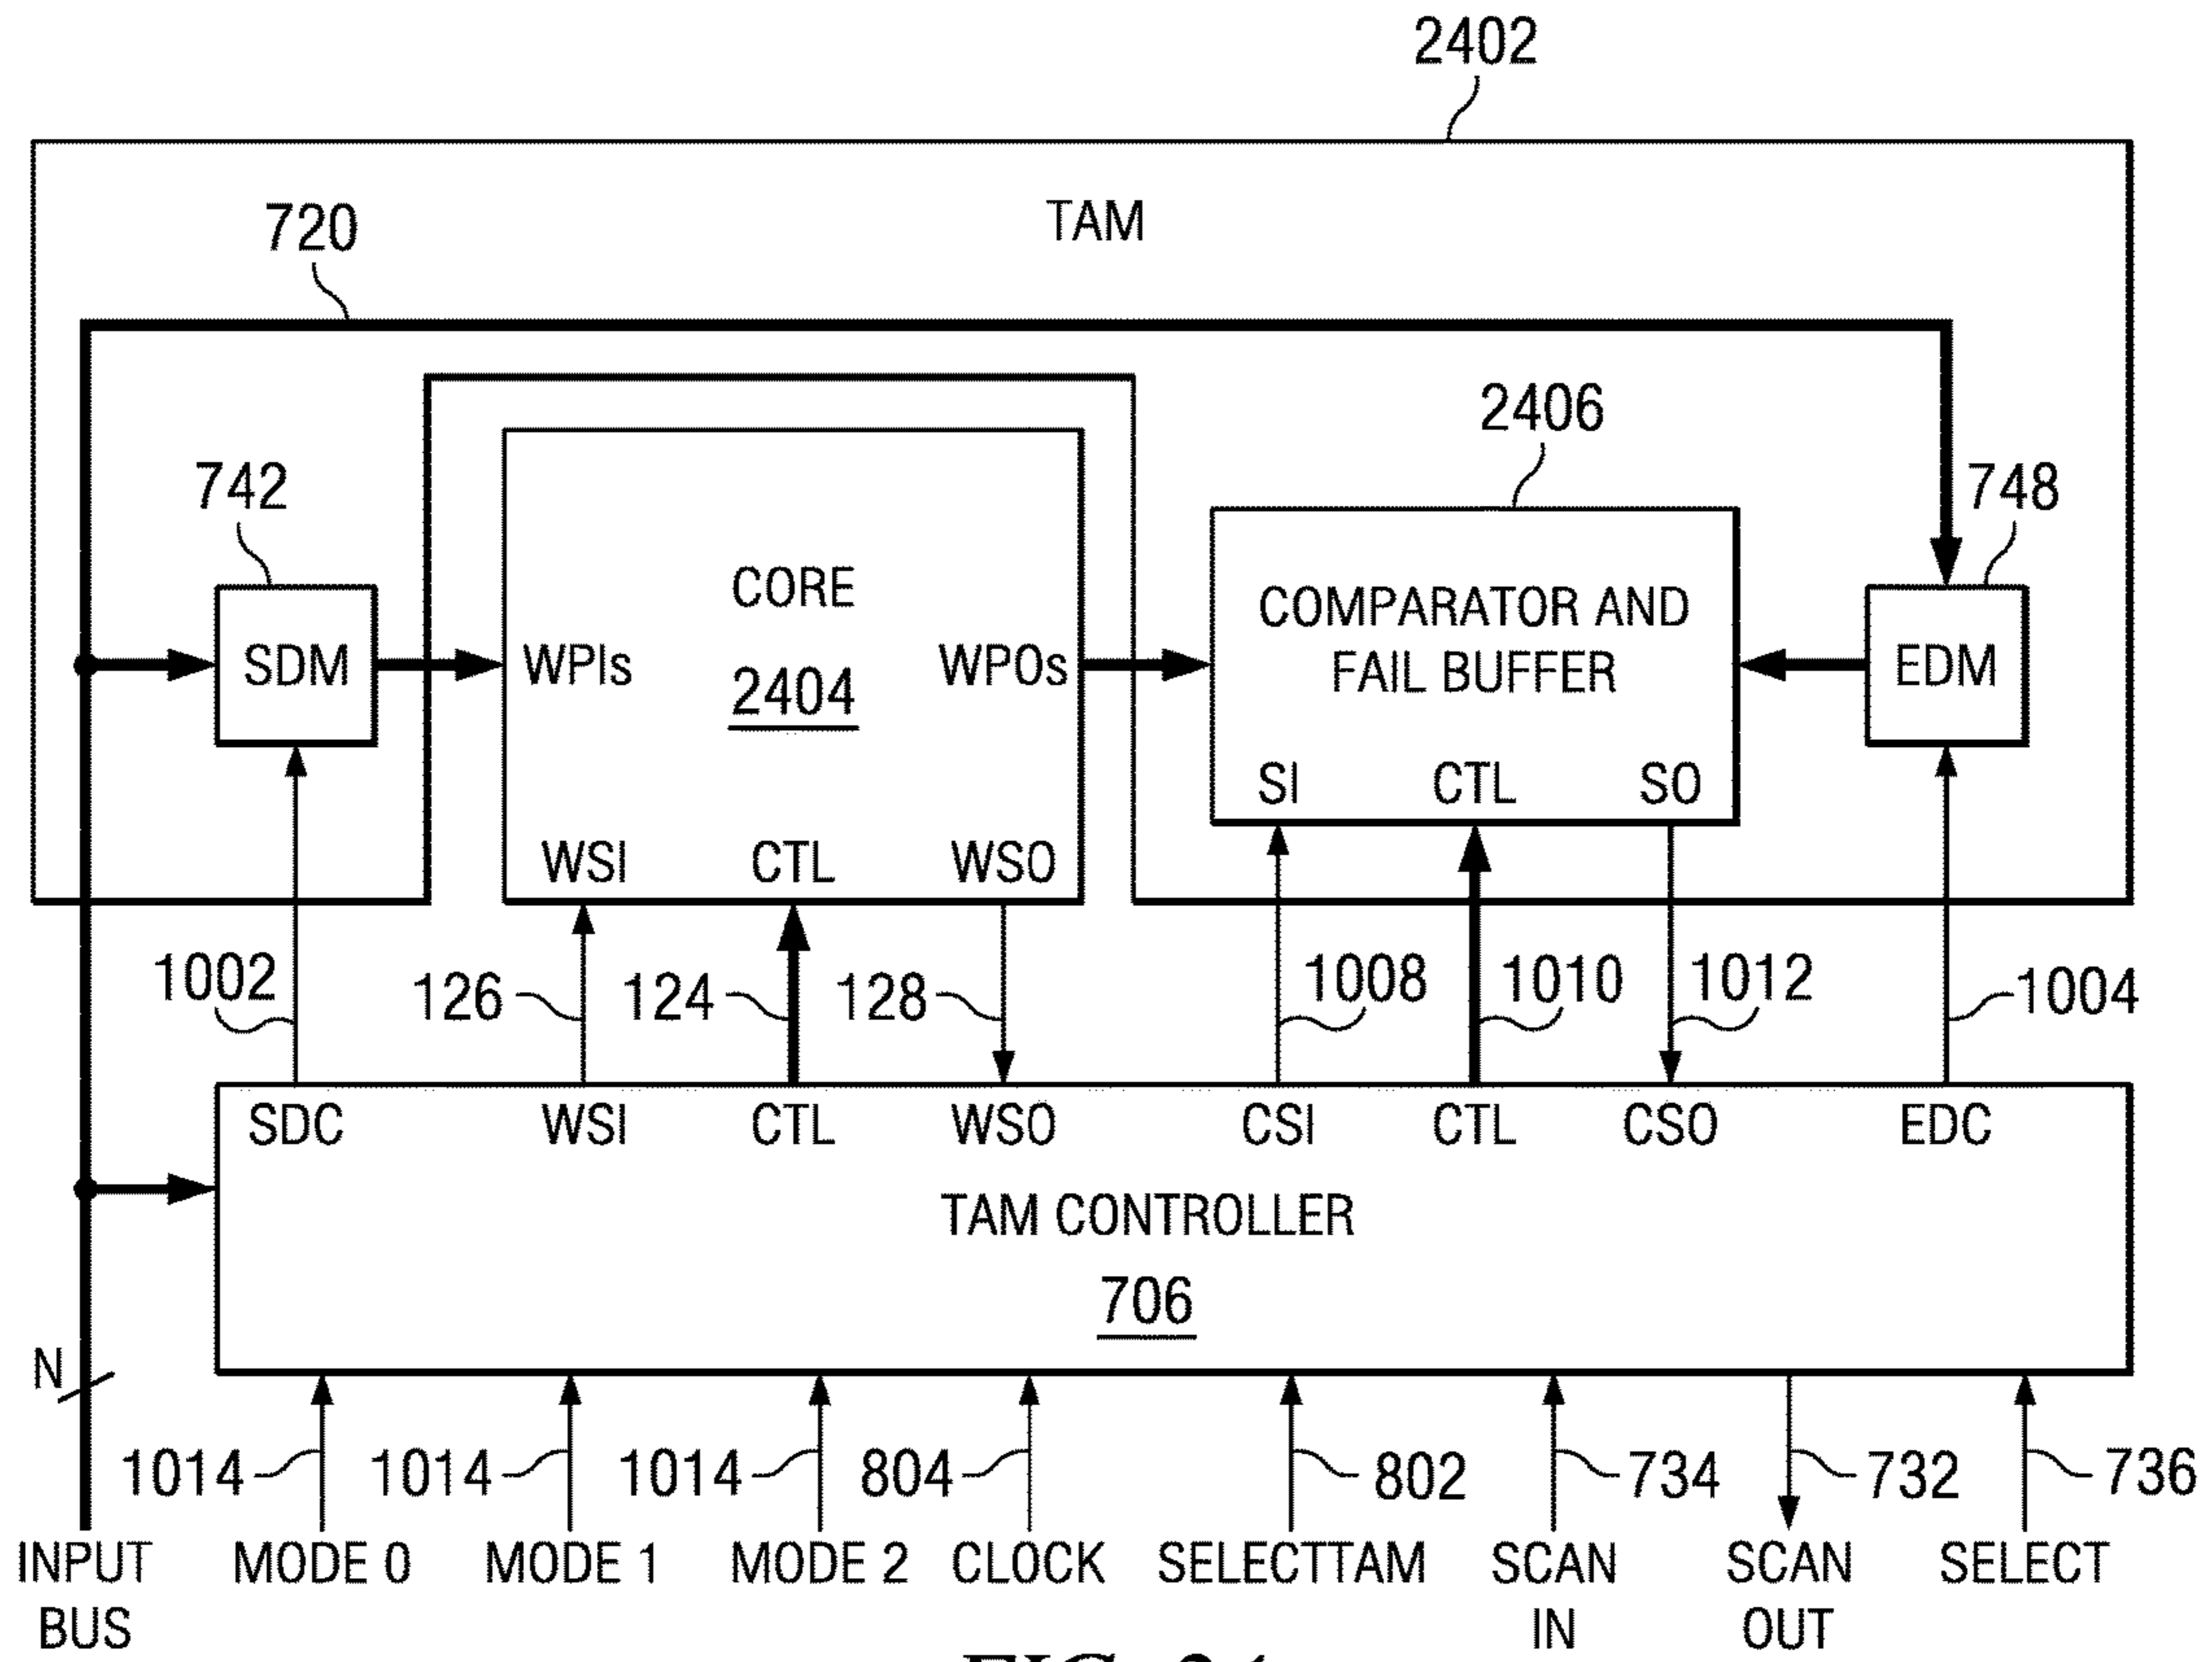 2402
TAM
720
2406
742
748
CORE
2404
SDM
WPIs
WPOs
COMPARATOR AND
FAIL BUFFER
EDM
SI CTL SO
WSI CTL WSO
1002
126
124
128
1008
1010
1012
1004
SDC WSI CTL WSO CSI CTL CSO EDC
TAM CONTROLLER
706
N
1014
1014
1014
804
802
734
732
736
INPUT
BUS
MODE 0
MODE 1
MODE 2
CLOCK
SELECTTAM
SCAN
IN
SCAN
OUT
SELECT